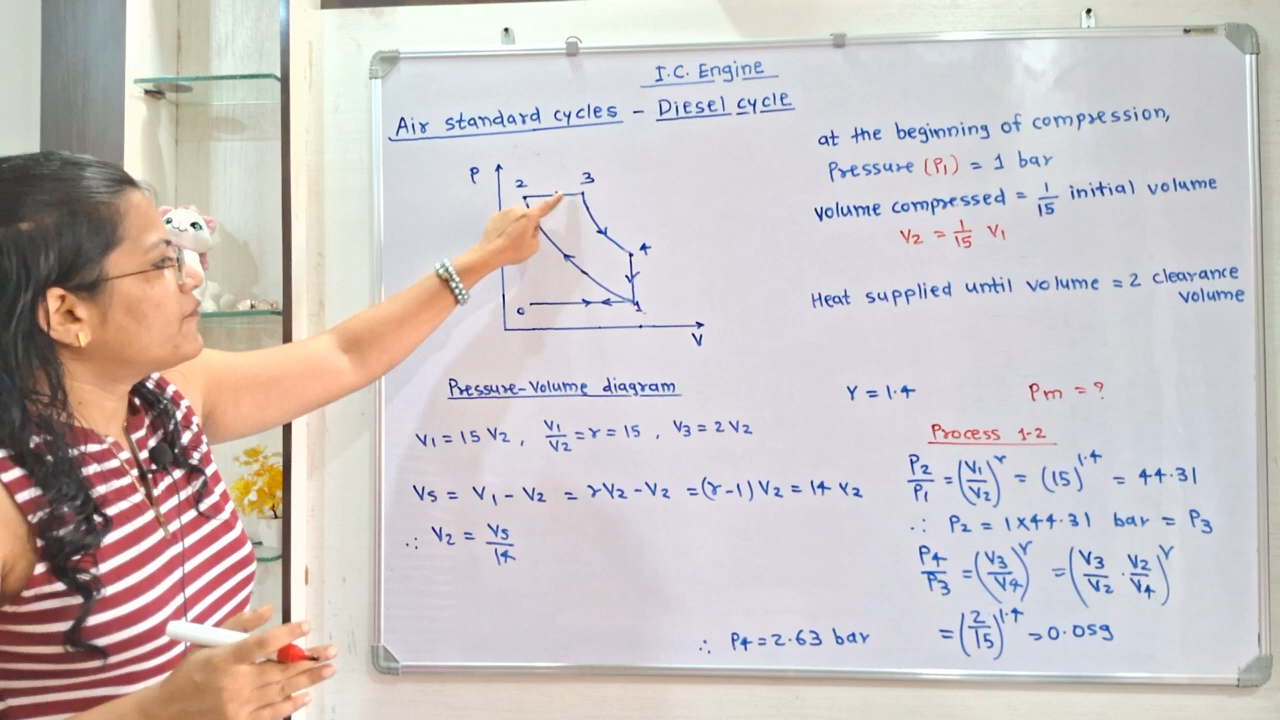 I.C. Engine
Air standard cycles - Diesel cycle
P
2
3
4
0
1
V
Pressure-Volume diagram
V1 = 15 V2 , V1/V2 = r = 15 , V3 = 2 V2
Vs = V1 - V2 = rV2 - V2 = (r-1) V2 = 14 V2
∴ V2 = Vs/14
at the beginning of compression,
Pressure (P1) = 1 bar
Volume compressed = 1/15 initial volume
V2 = 1/15 V1
Heat supplied until volume = 2 clearance
volume
γ = 1.4
Pm = ?
Process 1-2
P2/P1 = (V1/V2)^γ = (15)^1.4 = 44.31
∴ P2 = 1×44.31 bar = P3
P4/P3 = (V3/V4)^γ = (V3/V2 · V2/V4)^γ
= (2/15)^1.4 = 0.059
∴ P4 = 2.63 bar